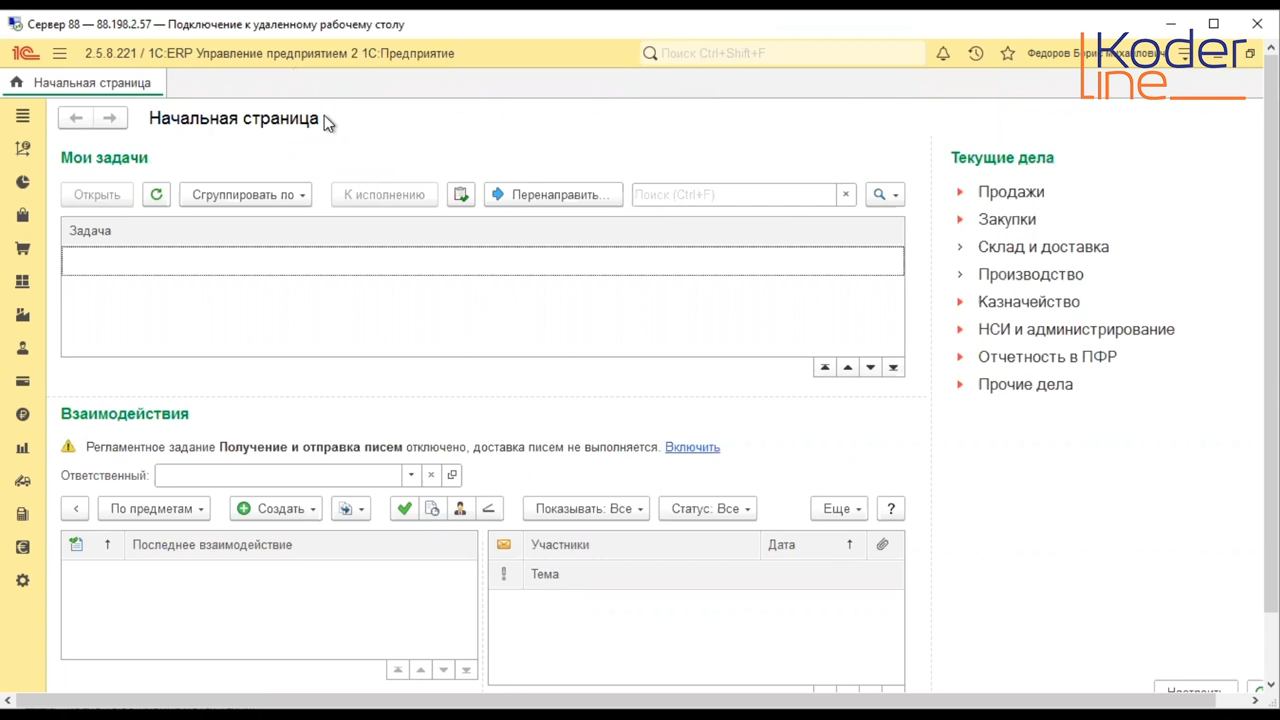 Сервер 88 — 88.198.2.57 — Подключение к удаленному рабочему столу
1С 2.5.8.221 / 1С:ERP Управление предприятием 2 1С:Предприятие Поиск Ctrl+Shift+F Федоров Борис Михайлович
Koder
line
Начальная страница
Начальная страница
Мои задачи
Открыть Сгруппировать по К исполнению Перенаправить... Поиск (Ctrl+F)
Задача
Текущие дела
Продажи
Закупки
Склад и доставка
Производство
Казначейство
НСИ и администрирование
Отчетность в ПФР
Прочие дела
Взаимодействия
Регламентное задание Получение и отправка писем отключено, доставка писем не выполняется. Включить
Ответственный:
По предметам Создать Показывать: Все Статус: Все Еще ?
Последнее взаимодействие
Участники Дата
Тема
Настроить